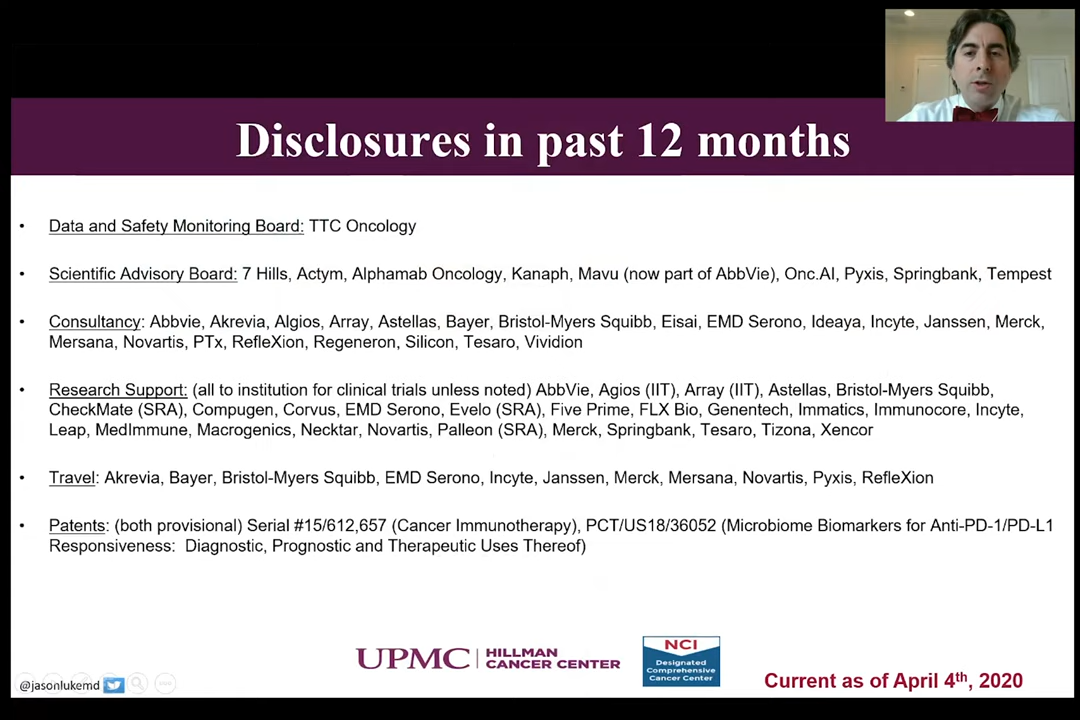 Disclosures in past 12 months
• Data and Safety Monitoring Board: TTC Oncology
• Scientific Advisory Board: 7 Hills, Actym, Alphamab Oncology, Kanaph, Mavu (now part of AbbVie), Onc.AI, Pyxis, Springbank, Tempest
• Consultancy: Abbvie, Akrevia, Algios, Array, Astellas, Bayer, Bristol-Myers Squibb, Eisai, EMD Serono, Ideaya, Incyte, Janssen, Merck,
Mersana, Novartis, PTx, RefleXion, Regeneron, Silicon, Tesaro, Vividion
• Research Support: (all to institution for clinical trials unless noted) AbbVie, Agios (IIT), Array (IIT), Astellas, Bristol-Myers Squibb,
CheckMate (SRA), Compugen, Corvus, EMD Serono, Evelo (SRA), Five Prime, FLX Bio, Genentech, Immatics, Immunocore, Incyte,
Leap, MedImmune, Macrogenics, Necktar, Novartis, Palleon (SRA), Merck, Springbank, Tesaro, Tizona, Xencor
• Travel: Akrevia, Bayer, Bristol-Myers Squibb, EMD Serono, Incyte, Janssen, Merck, Mersana, Novartis, Pyxis, RefleXion
• Patents: (both provisional) Serial #15/612,657 (Cancer Immunotherapy), PCT/US18/36052 (Microbiome Biomarkers for Anti-PD-1/PD-L1
Responsiveness: Diagnostic, Prognostic and Therapeutic Uses Thereof)
UPMC | HILLMAN
CANCER CENTER
NCI
Designated
Comprehensive
Cancer Center
@jasonlukemd
Current as of April 4th, 2020